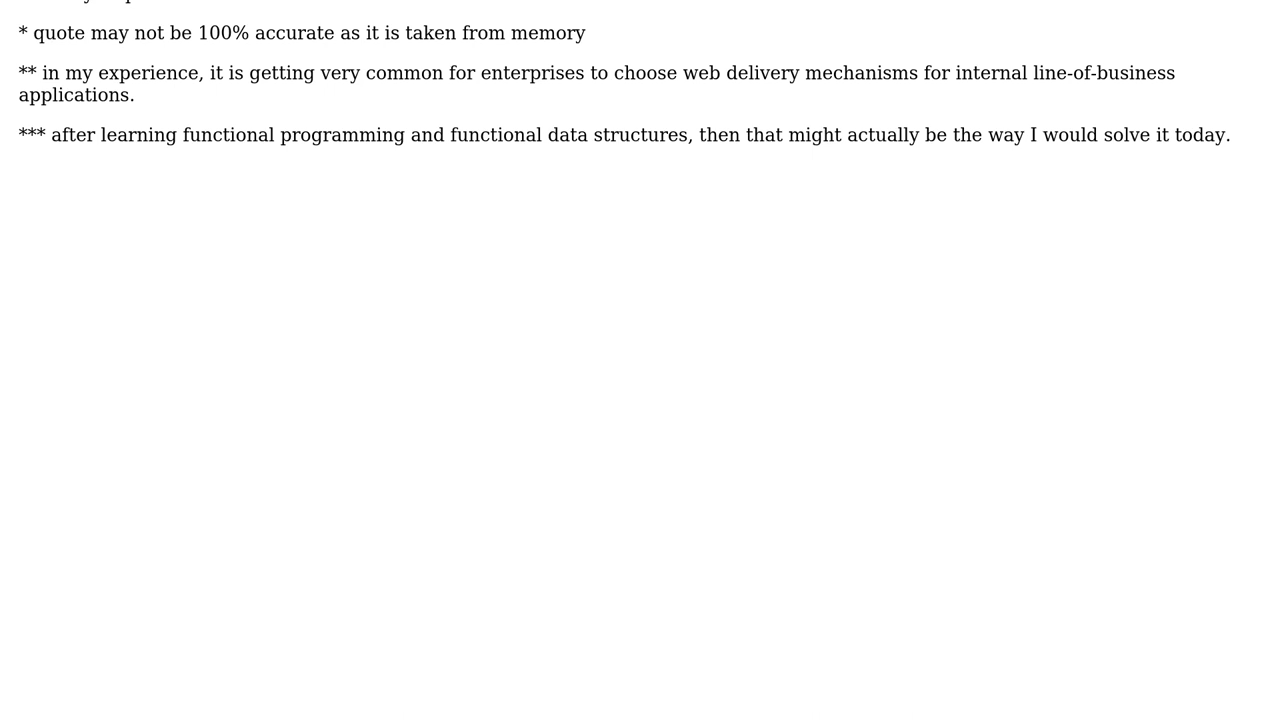 * quote may not be 100% accurate as it is taken from memory
** in my experience, it is getting very common for enterprises to choose web delivery mechanisms for internal line-of-business
applications.
*** after learning functional programming and functional data structures, then that might actually be the way I would solve it today.